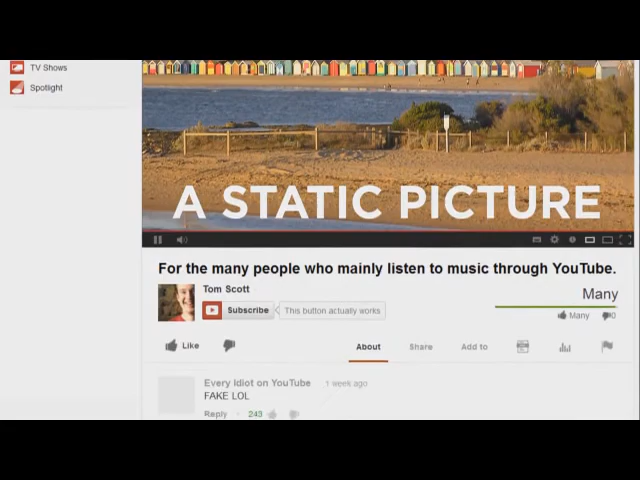 TV Shows
Spotlight
A STATIC PICTURE
For the many people who mainly listen to music through YouTube.
Tom Scott
Many
Subscribe
This button actually works
Many 0
Like
About Share Add to
Every Idiot on YouTube 1 week ago
FAKE LOL
Reply 243